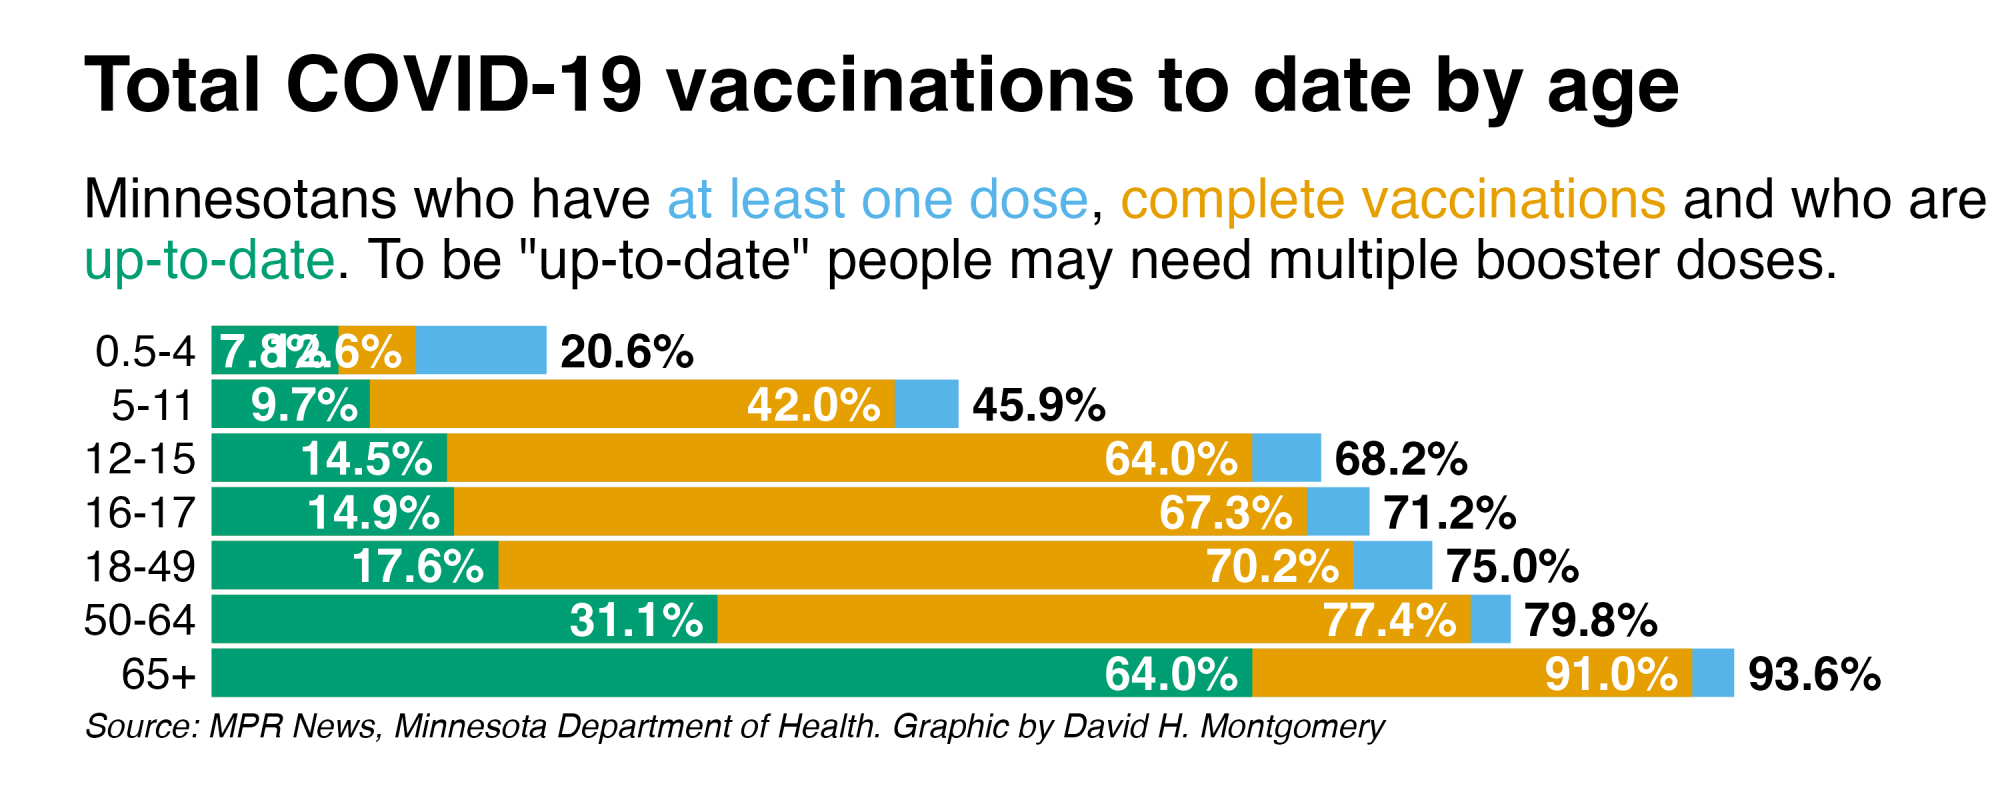 Total COVID-19 vaccinations to date by age
Minnesotans who have at least one dose, complete vaccinations and who are
up-to-date. To be "up-to-date" people may need multiple booster doses.
0.5-4 7.8% 12.6% 20.6%
5-11 9.7% 42.0% 45.9%
12-15 14.5% 64.0% 68.2%
16-17 14.9% 67.3% 71.2%
18-49 17.6% 70.2% 75.0%
50-64 31.1% 77.4% 79.8%
65+ 64.0% 91.0% 93.6%
Source: MPR News, Minnesota Department of Health. Graphic by David H. Montgomery